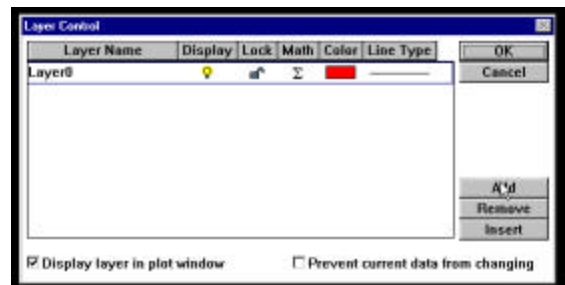 Layer Control
Layer Name Display Lock Math Color Line Type
OK
Layer0 Σ
Cancel
Add
Remove
Insert
Display layer in plot window
Prevent current data from changing